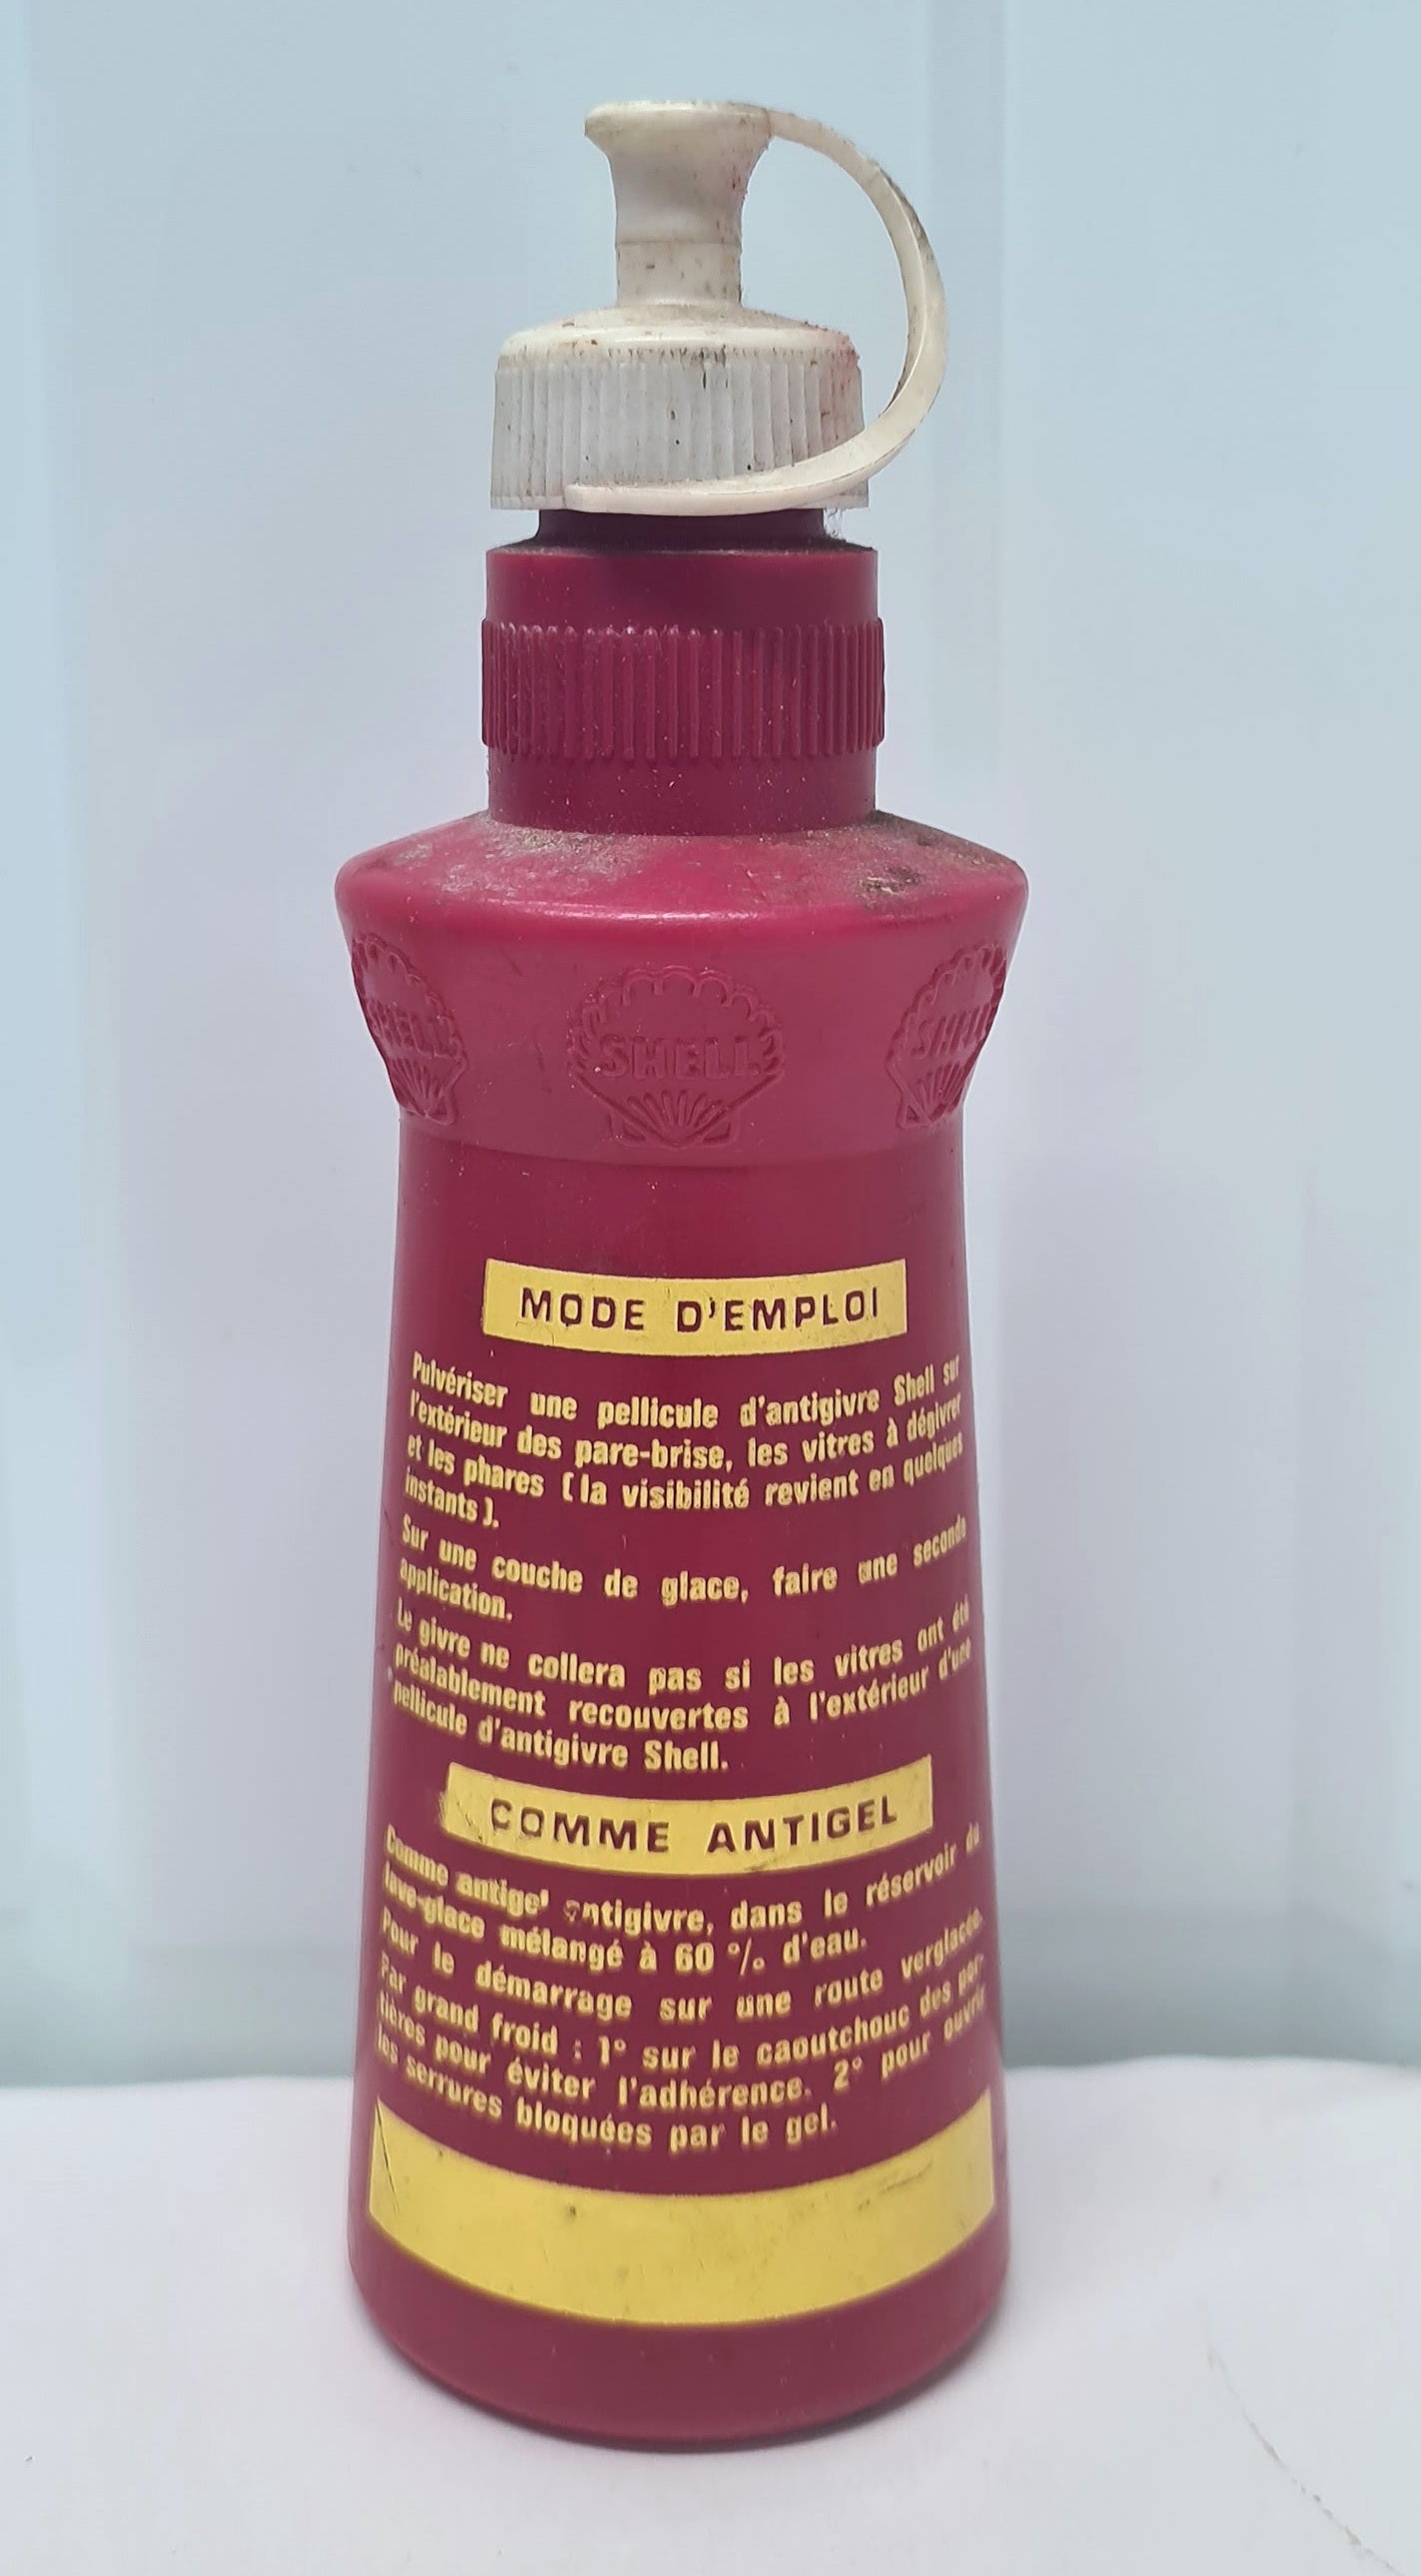 SHELL SHELL SHELL
MODE D'EMPLOI
Pulvériser une pellicule d'antigivre Shell sur
l'extérieur des pare-brise, les vitres à dégivrer
et les phares (la visibilité revient en quelques
instants).
Sur une couche de glace, faire une seconde
application.
Le givre ne collera pas si les vitres ont été
préalablement recouvertes à l'extérieur d'une
pellicule d'antigivre Shell.
COMME ANTIGEL
Comme antigel antigivre, dans le réservoir du
lave-glace mélangé à 60 % d'eau.
Pour le démarrage sur une route verglacée.
Par grand froid : 1° sur le caoutchouc des por-
tières pour éviter l'adhérence. 2° pour ouvrir
les serrures bloquées par le gel.